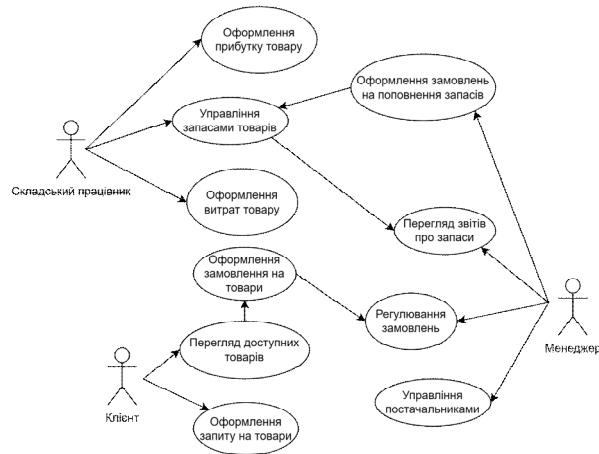 Оформлення
прибутку товару
Оформлення замовлень
на поповнення запасів
Управління
запасами товарів
Складський працівник
Оформлення
витрат товару
Перегляд звітів
про запаси
Оформлення
замовлення на
товари
Регулювання
замовлень
Менеджер
Перегляд доступних
товарів
Клієнт
Управління
постачальниками
Оформлення
запиту на товари